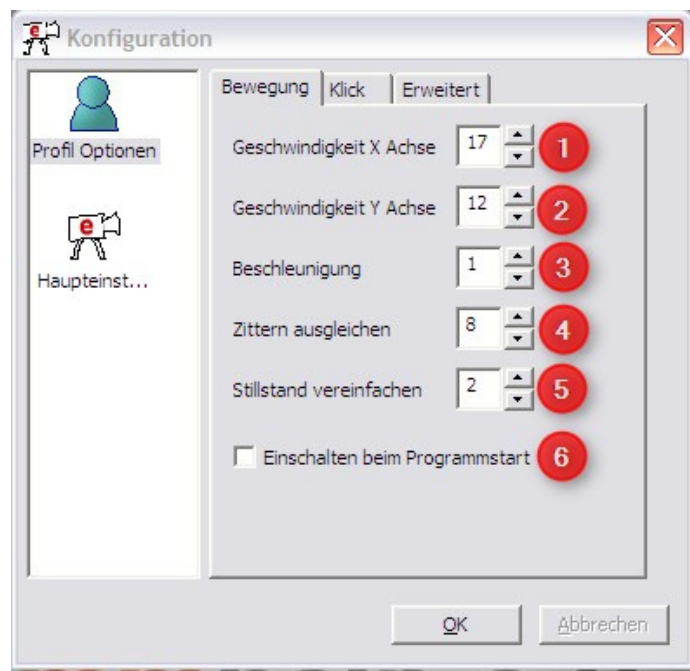 Konfiguration
Profil Optionen
Haupteinst...
Bewegung Klick Erweitert
Geschwindigkeit X Achse 17 1
Geschwindigkeit Y Achse 12 2
Beschleunigung 1 3
Zittern ausgleichen 8 4
Stillstand vereinfachen 2 5
Einschalten beim Programmstart 6
OK Abbrechen